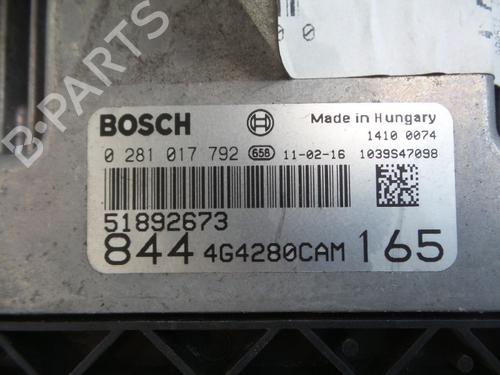 BOSCH Made in Hungary
1410 0074
0 281 017 792 656 11-02-16 1039S47098
51892673
844 4G4280CAM 165
B-PARTS